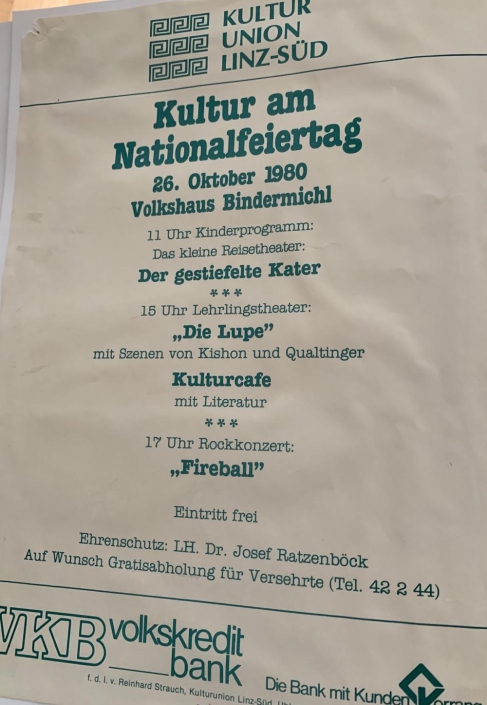 KULTUR
UNION
LINZ-SÜD
Kultur am
Nationalfeiertag
26. Oktober 1980
Volkshaus Bindermichl
11 Uhr Kinderprogramm:
Das kleine Reisetheater:
Der gestiefelte Kater
***
15 Uhr Lehrlingstheater:
„Die Lupe”
mit Szenen von Kishon und Qualtinger
Kulturcafe
mit Literatur
***
17 Uhr Rockkonzert:
„Fireball”
Eintritt frei
Ehrenschutz: LH. Dr. Josef Ratzenböck
Auf Wunsch Gratisabholung für Versehrte (Tel. 42 2 44)
VKB volkskredit
bank
Die Bank mit Kunden
f. d. I. v. Reinhard Strauch, Kulturunion Linz-Süd,